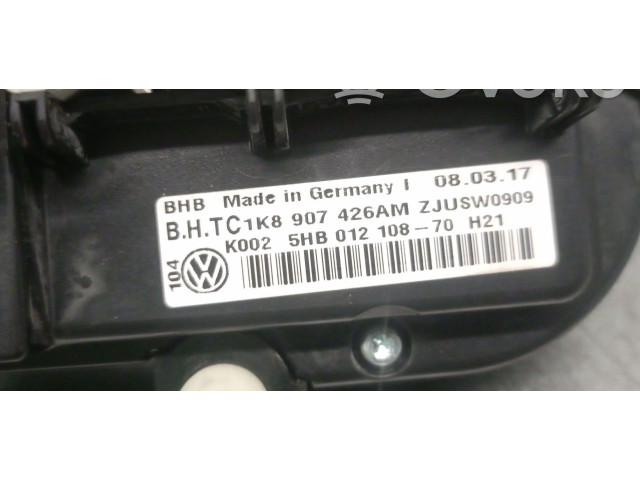 BHB Made in Germany I 08.03.17
B.H.TC1K8 907 426AM ZJUSW0909
K002 5HB 012 108-70 H21
104